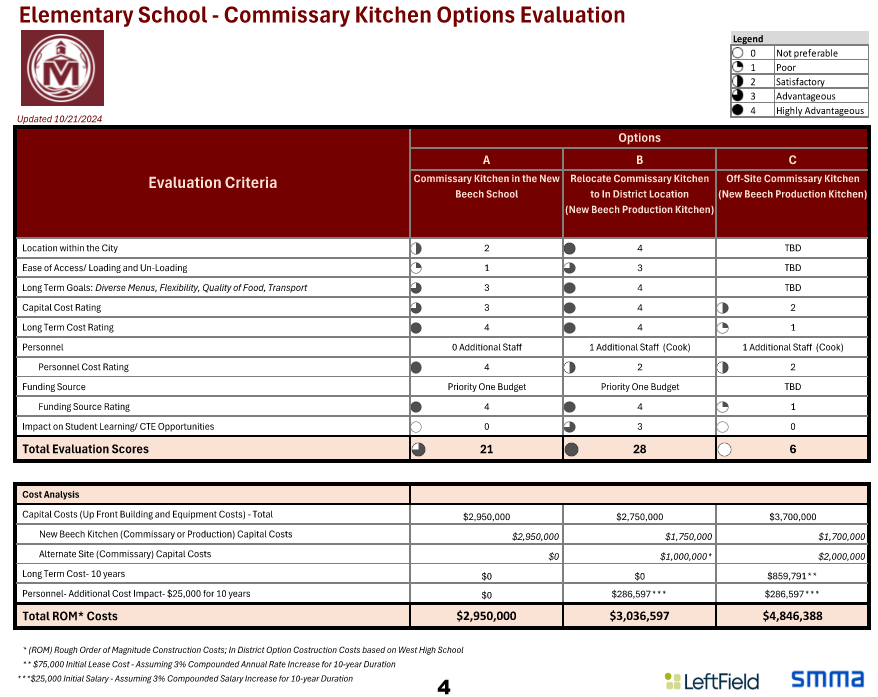 Elementary School - Commissary Kitchen Options Evaluation
Legend
0 Not preferable
1 Poor
2 Satisfactory
3 Advantageous
4 Highly Advantageous
M
Updated 10/21/2024
Evaluation Criteria
Options
A B C
Commissary Kitchen in the New Beech School
Relocate Commissary Kitchen to In District Location (New Beech Production Kitchen)
Off-Site Commissary Kitchen (New Beech Production Kitchen)
Location within the City 2 4 TBD
Ease of Access/ Loading and Un-Loading 1 3 TBD
Long Term Goals: Diverse Menus, Flexibility, Quality of Food, Transport 3 4 TBD
Capital Cost Rating 3 4 2
Long Term Cost Rating 4 4 1
Personnel 0 Additional Staff 1 Additional Staff (Cook) 1 Additional Staff (Cook)
Personnel Cost Rating 4 2 2
Funding Source Priority One Budget Priority One Budget TBD
Funding Source Rating 4 4 1
Impact on Student Learning/ CTE Opportunities 0 3 0
Total Evaluation Scores 21 28 6
Cost Analysis
Capital Costs (Up Front Building and Equipment Costs) - Total $2,950,000 $2,750,000 $3,700,000
New Beech Kitchen (Commissary or Production) Capital Costs $2,950,000 $1,750,000 $1,700,000
Alternate Site (Commissary) Capital Costs $0 $1,000,000* $2,000,000
Long Term Cost- 10 years $0 $0 $859,791**
Personnel- Additional Cost Impact- $25,000 for 10 years $0 $286,597*** $286,597***
Total ROM* Costs $2,950,000 $3,036,597 $4,846,388
* (ROM) Rough Order of Magnitude Construction Costs; In District Option Costruction Costs based on West High School
** $75,000 Initial Lease Cost - Assuming 3% Compounded Annual Rate Increase for 10-year Duration
***$25,000 Initial Salary - Assuming 3% Compounded Salary Increase for 10-year Duration
4
LeftField
smma